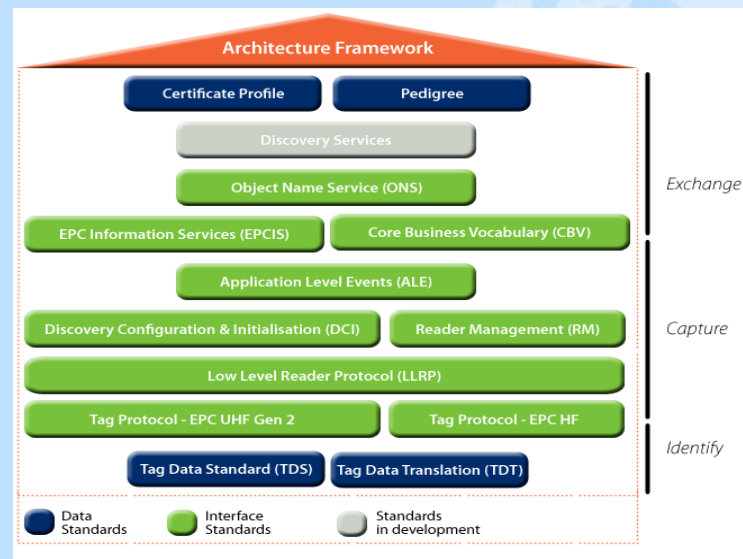 Architecture Framework
Certificate Profile
Pedigree
Discovery Services
Exchange
Object Name Service (ONS)
EPC Information Services (EPCIS)
Core Business Vocabulary (CBV)
Application Level Events (ALE)
Discovery Configuration & Initialisation (DCI)
Reader Management (RM)
Capture
Low Level Reader Protocol (LLRP)
Tag Protocol - EPC UHF Gen 2
Tag Protocol - EPC HF
Identify
Tag Data Standard (TDS)
Tag Data Translation (TDT)
Data
Standards
Interface
Standards
Standards
in development